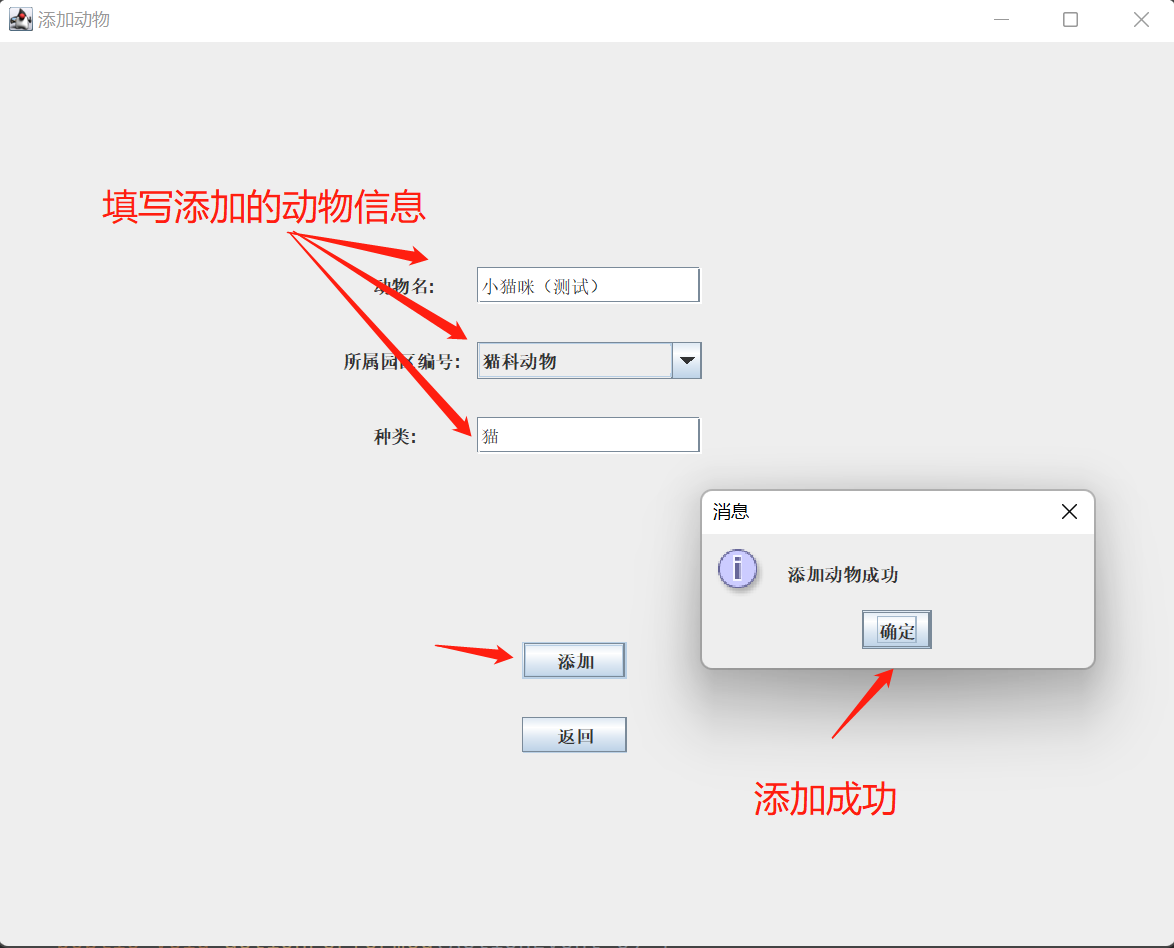 添加动物
填写添加的动物信息
动物名:
小猫咪（测试）
所属园区编号:
猫科动物
种类:
猫
消息
添加动物成功
确定
添加
返回
添加成功